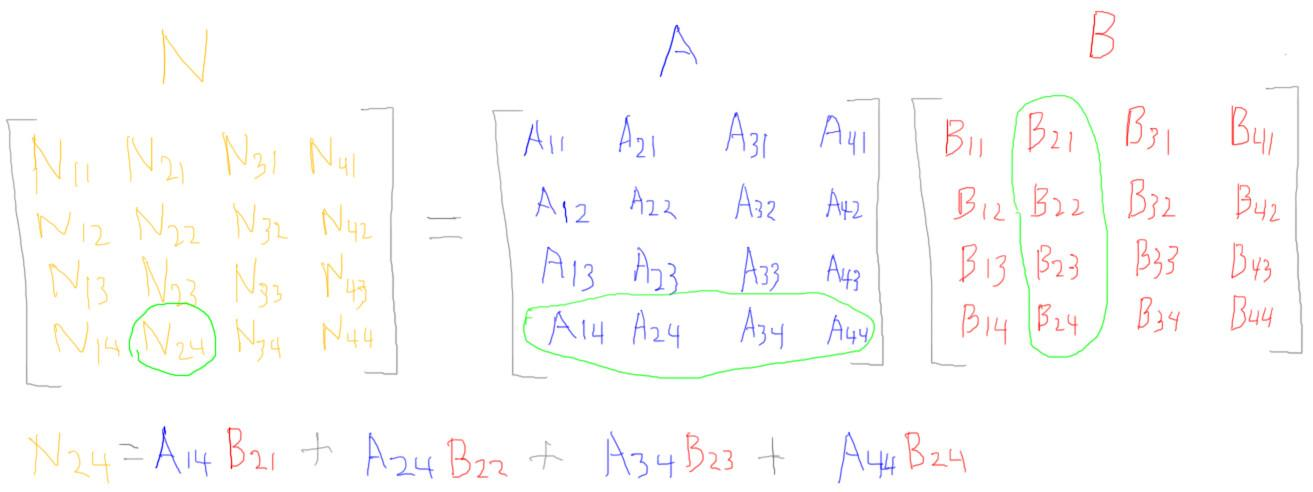 N A B
N11 N21 N31 N41 = A11 A21 A31 A41 B11 B21 B31 B41
N12 N22 N32 N42 A12 A22 A32 A42 B12 B22 B32 B42
N13 N23 N33 N43 A13 A23 A33 A43 B13 B23 B33 B43
N14 N24 N34 N44 A14 A24 A34 A44 B14 B24 B34 B44
N24 = A14 B21 + A24 B22 + A34 B23 + A44 B24